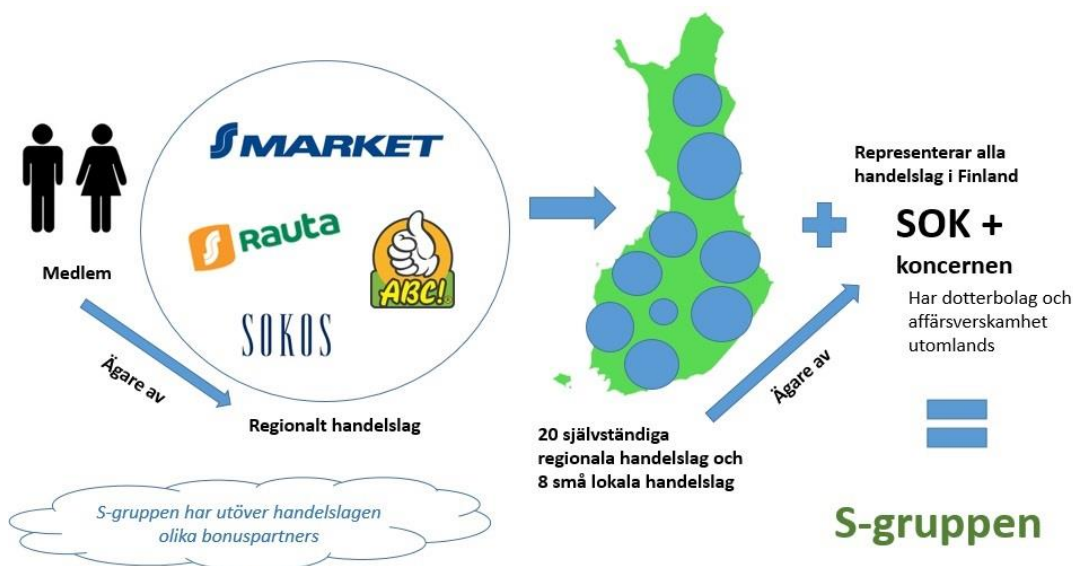 S MARKET
Rauta
ABC!
SOKOS
Medlem
Ägare av
Regionalt handelslag
S-gruppen har utöver handelslagen
olika bonuspartners
20 självständiga
regionala handelslag och
8 små lokala handelslag
Ägare av
Representerar alla
handelslag i Finland
SOK +
koncernen
Har dotterbolag och
affärsverskamhet
utomlands
S-gruppen